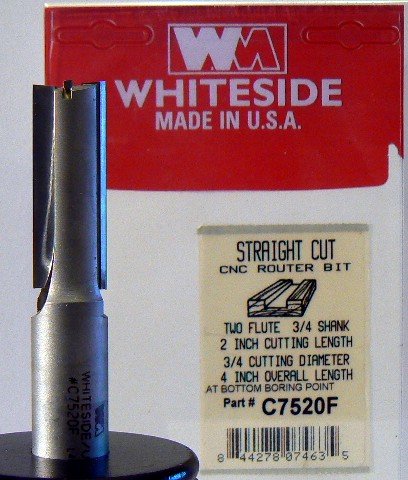 WM
WHITESIDE
MADE IN U.S.A.
STRAIGHT CUT
CNC ROUTER BIT
TWO FLUTE 3/4 SHANK
2 INCH CUTTING LENGTH
3/4 CUTTING DIAMETER
4 INCH OVERALL LENGTH
AT BOTTOM BORING POINT
Part # C7520F
8 44278 07463 5
WHITESIDE
#C7520F